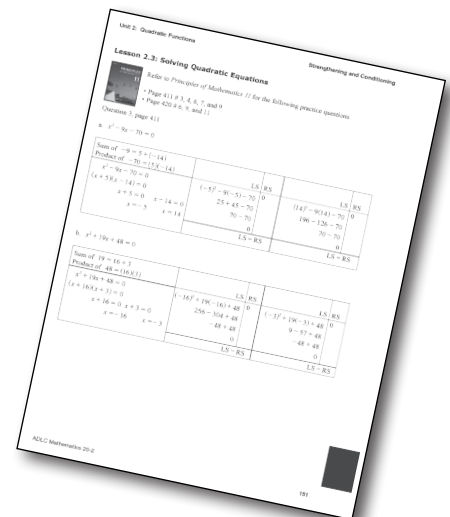 Unit 2: Quadratic Functions
Strengthening and Conditioning
Lesson 2.3: Solving Quadratic Equations
Refer to Principles of Mathematics 11 for the following practice questions
• Page 411 # 3, 4, 6, 7, and 9
• Page 420 # 6, 9, and 11
Question 3, page 411
a. x² − 9x − 70 = 0
Sum of −9 = 5 + (−14)
Product of −70 = (5)(−14)
x² − 9x − 70 = 0
(x + 5)(x − 14) = 0
x + 5 = 0 x − 14 = 0
x = −5 x = 14
LS RS
(−5)² − 9(−5) − 70 0
25 + 45 − 70
70 − 70
0
LS = RS
LS RS
(14)² − 9(14) − 70 0
196 − 126 − 70
70 − 70
0
LS = RS
b. x² + 19x + 48 = 0
Sum of 19 = 16 + 3
Product of 48 = (16)(3)
x² + 19x + 48 = 0
(x + 16)(x + 3) = 0
x + 16 = 0 x + 3 = 0
x = −16 x = −3
LS RS
(−16)² + 19(−16) + 48 0
256 − 304 + 48
−48 + 48
0
LS = RS
LS RS
(−3)² + 19(−3) + 48 0
9 − 57 + 48
−48 + 48
0
LS = RS
ADLC Mathematics 20-2
191